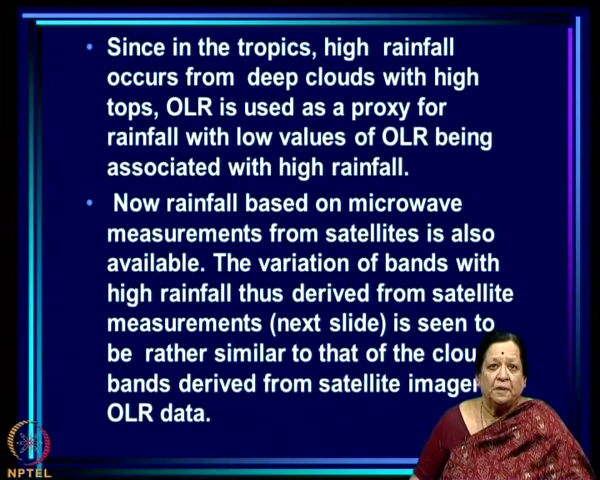 • Since in the tropics, high rainfall
occurs from deep clouds with high
tops, OLR is used as a proxy for
rainfall with low values of OLR being
associated with high rainfall.
• Now rainfall based on microwave
measurements from satellites is also
available. The variation of bands with
high rainfall thus derived from satellite
measurements (next slide) is seen to
be rather similar to that of the clou
bands derived from satellite imager
OLR data.
NPTEL